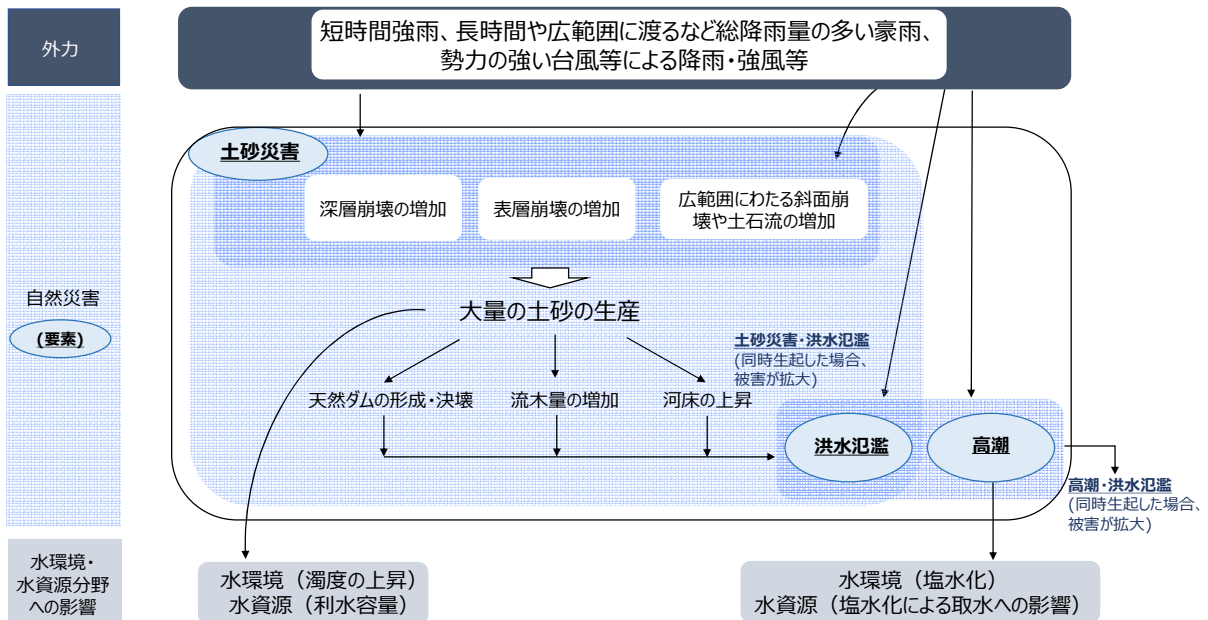 外力
短時間強雨、長時間や広範囲に渡るなど総降雨量の多い豪雨、
勢力の強い台風等による降雨・強風等
土砂災害
深層崩壊の増加
表層崩壊の増加
広範囲にわたる斜面崩
壊や土石流の増加
自然災害
(要素)
大量の土砂の生産
土砂災害・洪水氾濫
(同時生起した場合、
被害が拡大)
天然ダムの形成・決壊
流木量の増加
河床の上昇
洪水氾濫
高潮
高潮・洪水氾濫
(同時生起した場合、
被害が拡大)
水環境・
水資源分野
への影響
水環境（濁度の上昇）
水資源（利水容量）
水環境（塩水化）
水資源（塩水化による取水への影響）